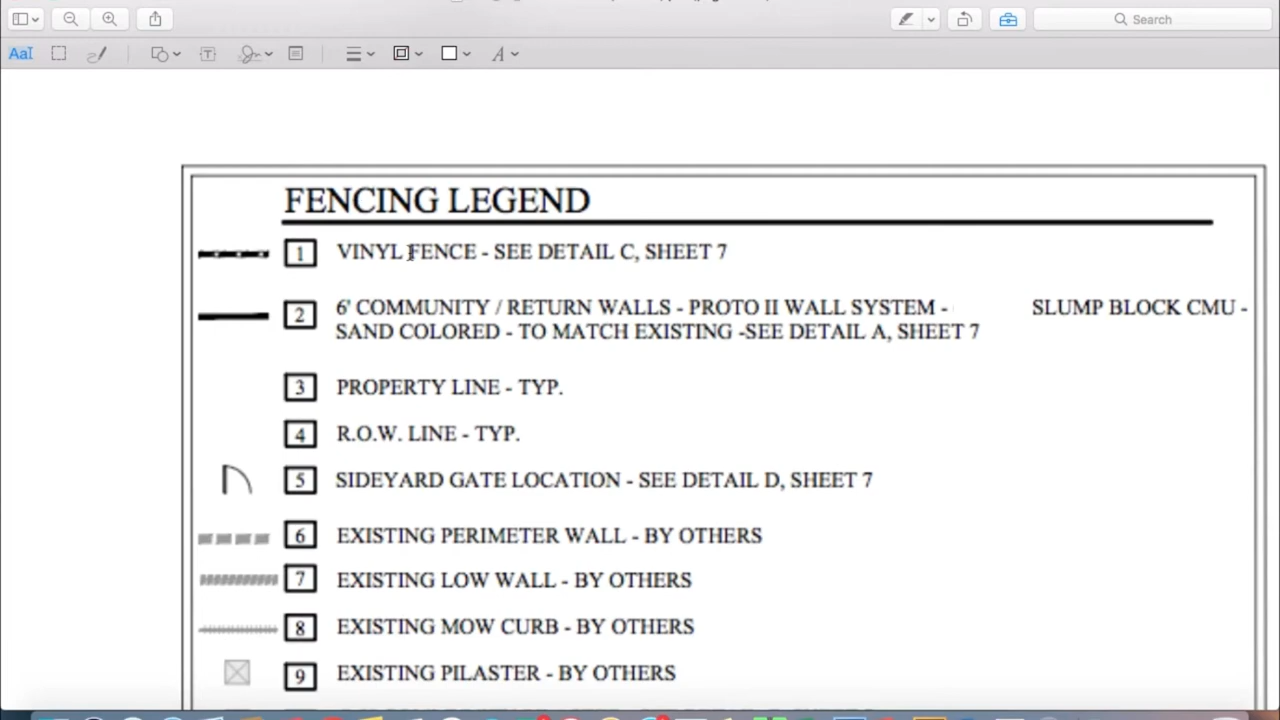 Search
AaI
T
A
FENCING LEGEND
1 VINYL FENCE - SEE DETAIL C, SHEET 7
2 6' COMMUNITY / RETURN WALLS - PROTO II WALL SYSTEM - SLUMP BLOCK CMU -
SAND COLORED - TO MATCH EXISTING -SEE DETAIL A, SHEET 7
3 PROPERTY LINE - TYP.
4 R.O.W. LINE - TYP.
5 SIDEYARD GATE LOCATION - SEE DETAIL D, SHEET 7
6 EXISTING PERIMETER WALL - BY OTHERS
7 EXISTING LOW WALL - BY OTHERS
8 EXISTING MOW CURB - BY OTHERS
9 EXISTING PILASTER - BY OTHERS